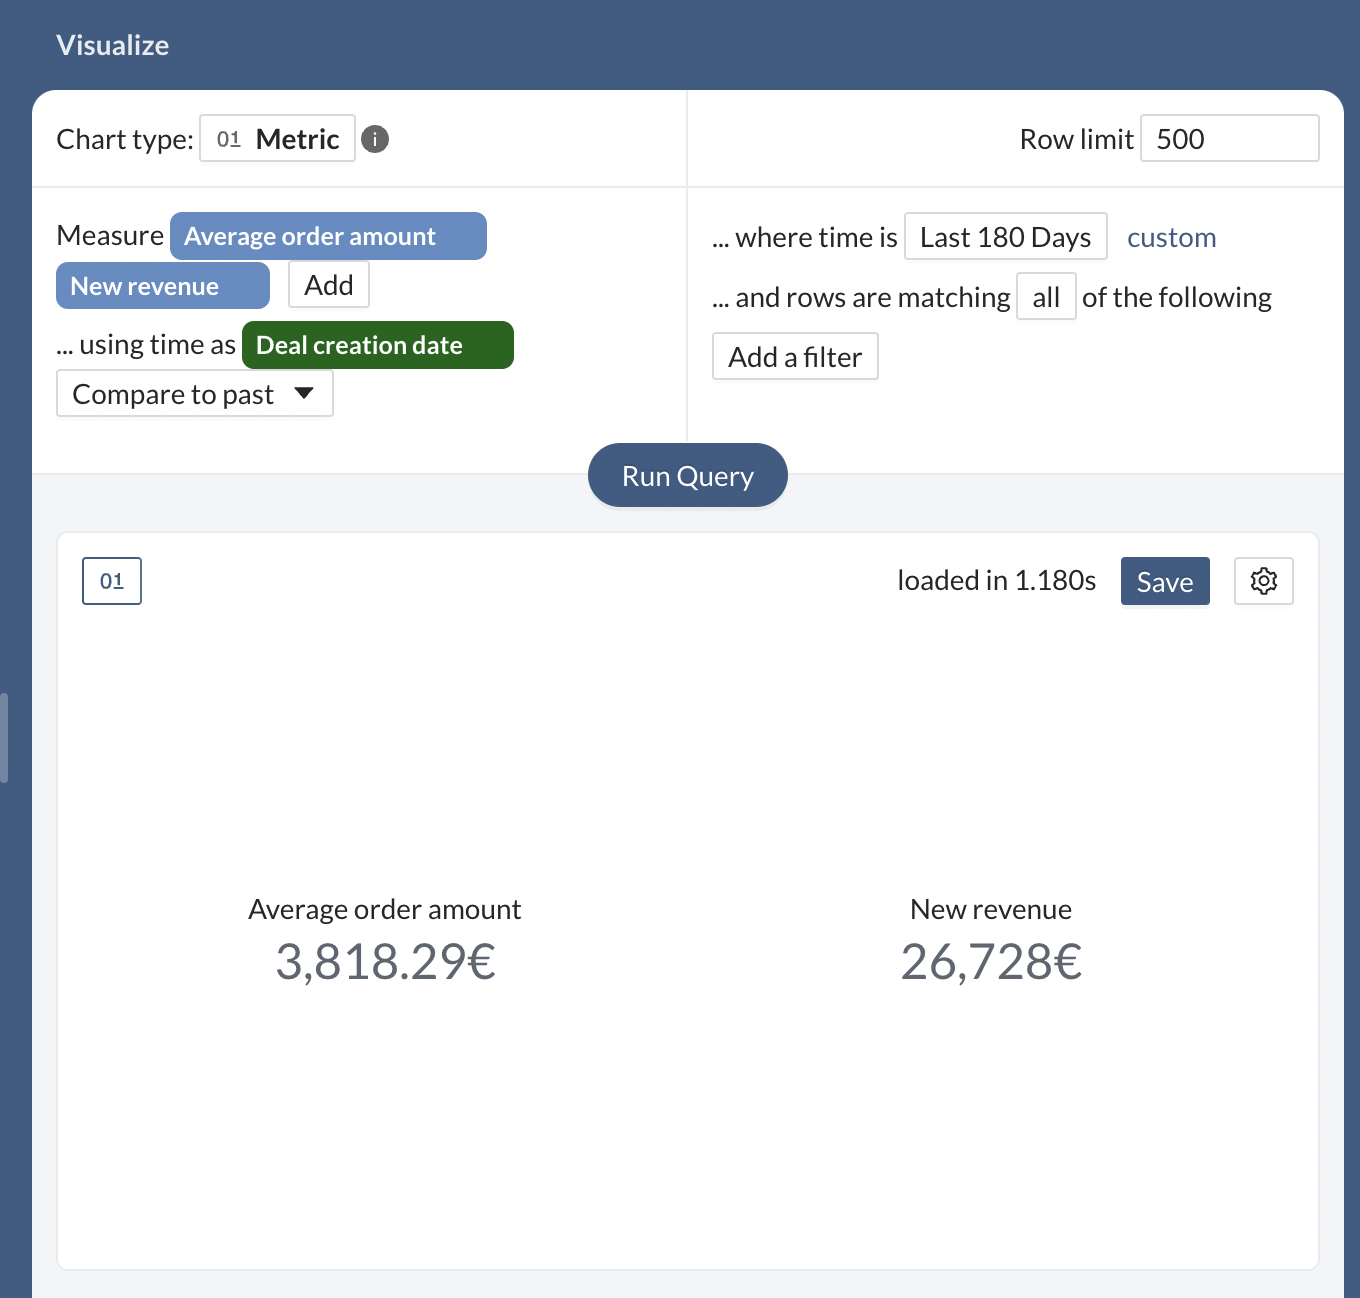 Visualize
Chart type: 01 Metric i
Row limit 500
Measure Average order amount
New revenue Add
... using time as Deal creation date
Compare to past
... where time is Last 180 Days custom
... and rows are matching all of the following
Add a filter
Run Query
01 loaded in 1.180s Save
Average order amount
3,818.29€
New revenue
26,728€